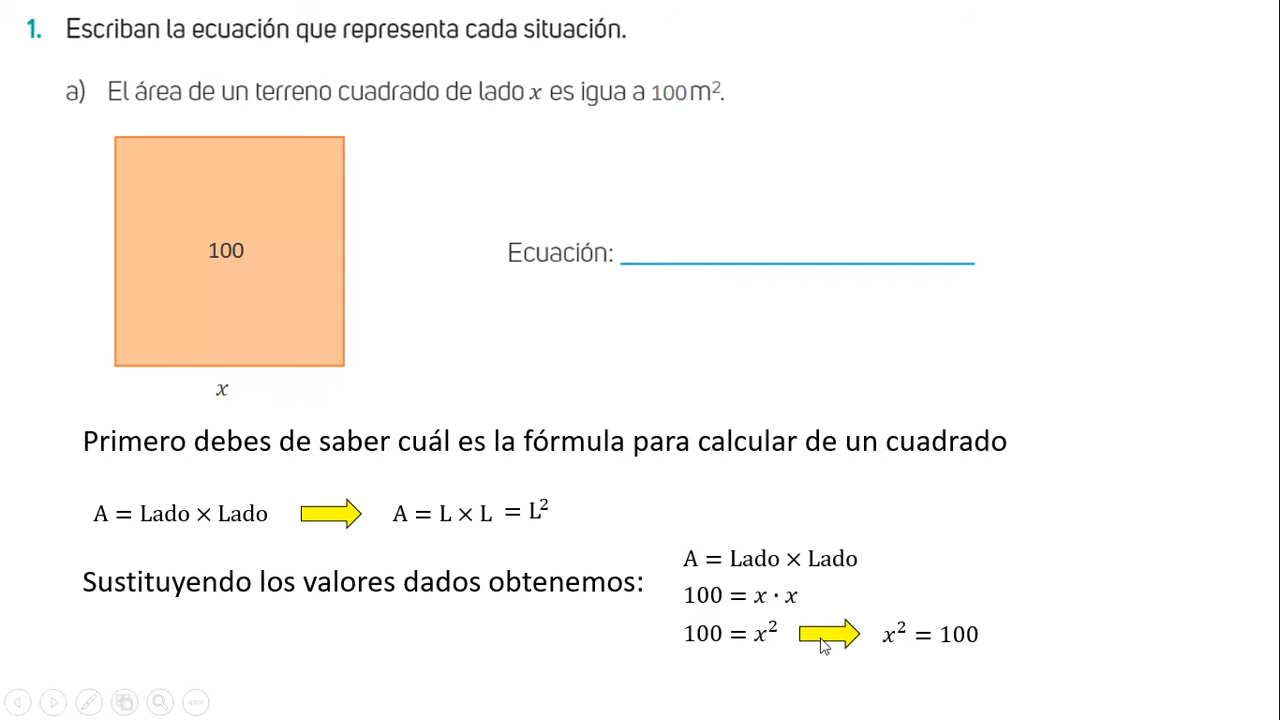 1. Escriban la ecuación que representa cada situación.
a) El área de un terreno cuadrado de lado x es igua a 100 m².
100
Ecuación:
x
Primero debes de saber cuál es la fórmula para calcular de un cuadrado
A = Lado × Lado A = L × L = L²
Sustituyendo los valores dados obtenemos:
A = Lado × Lado
100 = x · x
100 = x² x² = 100